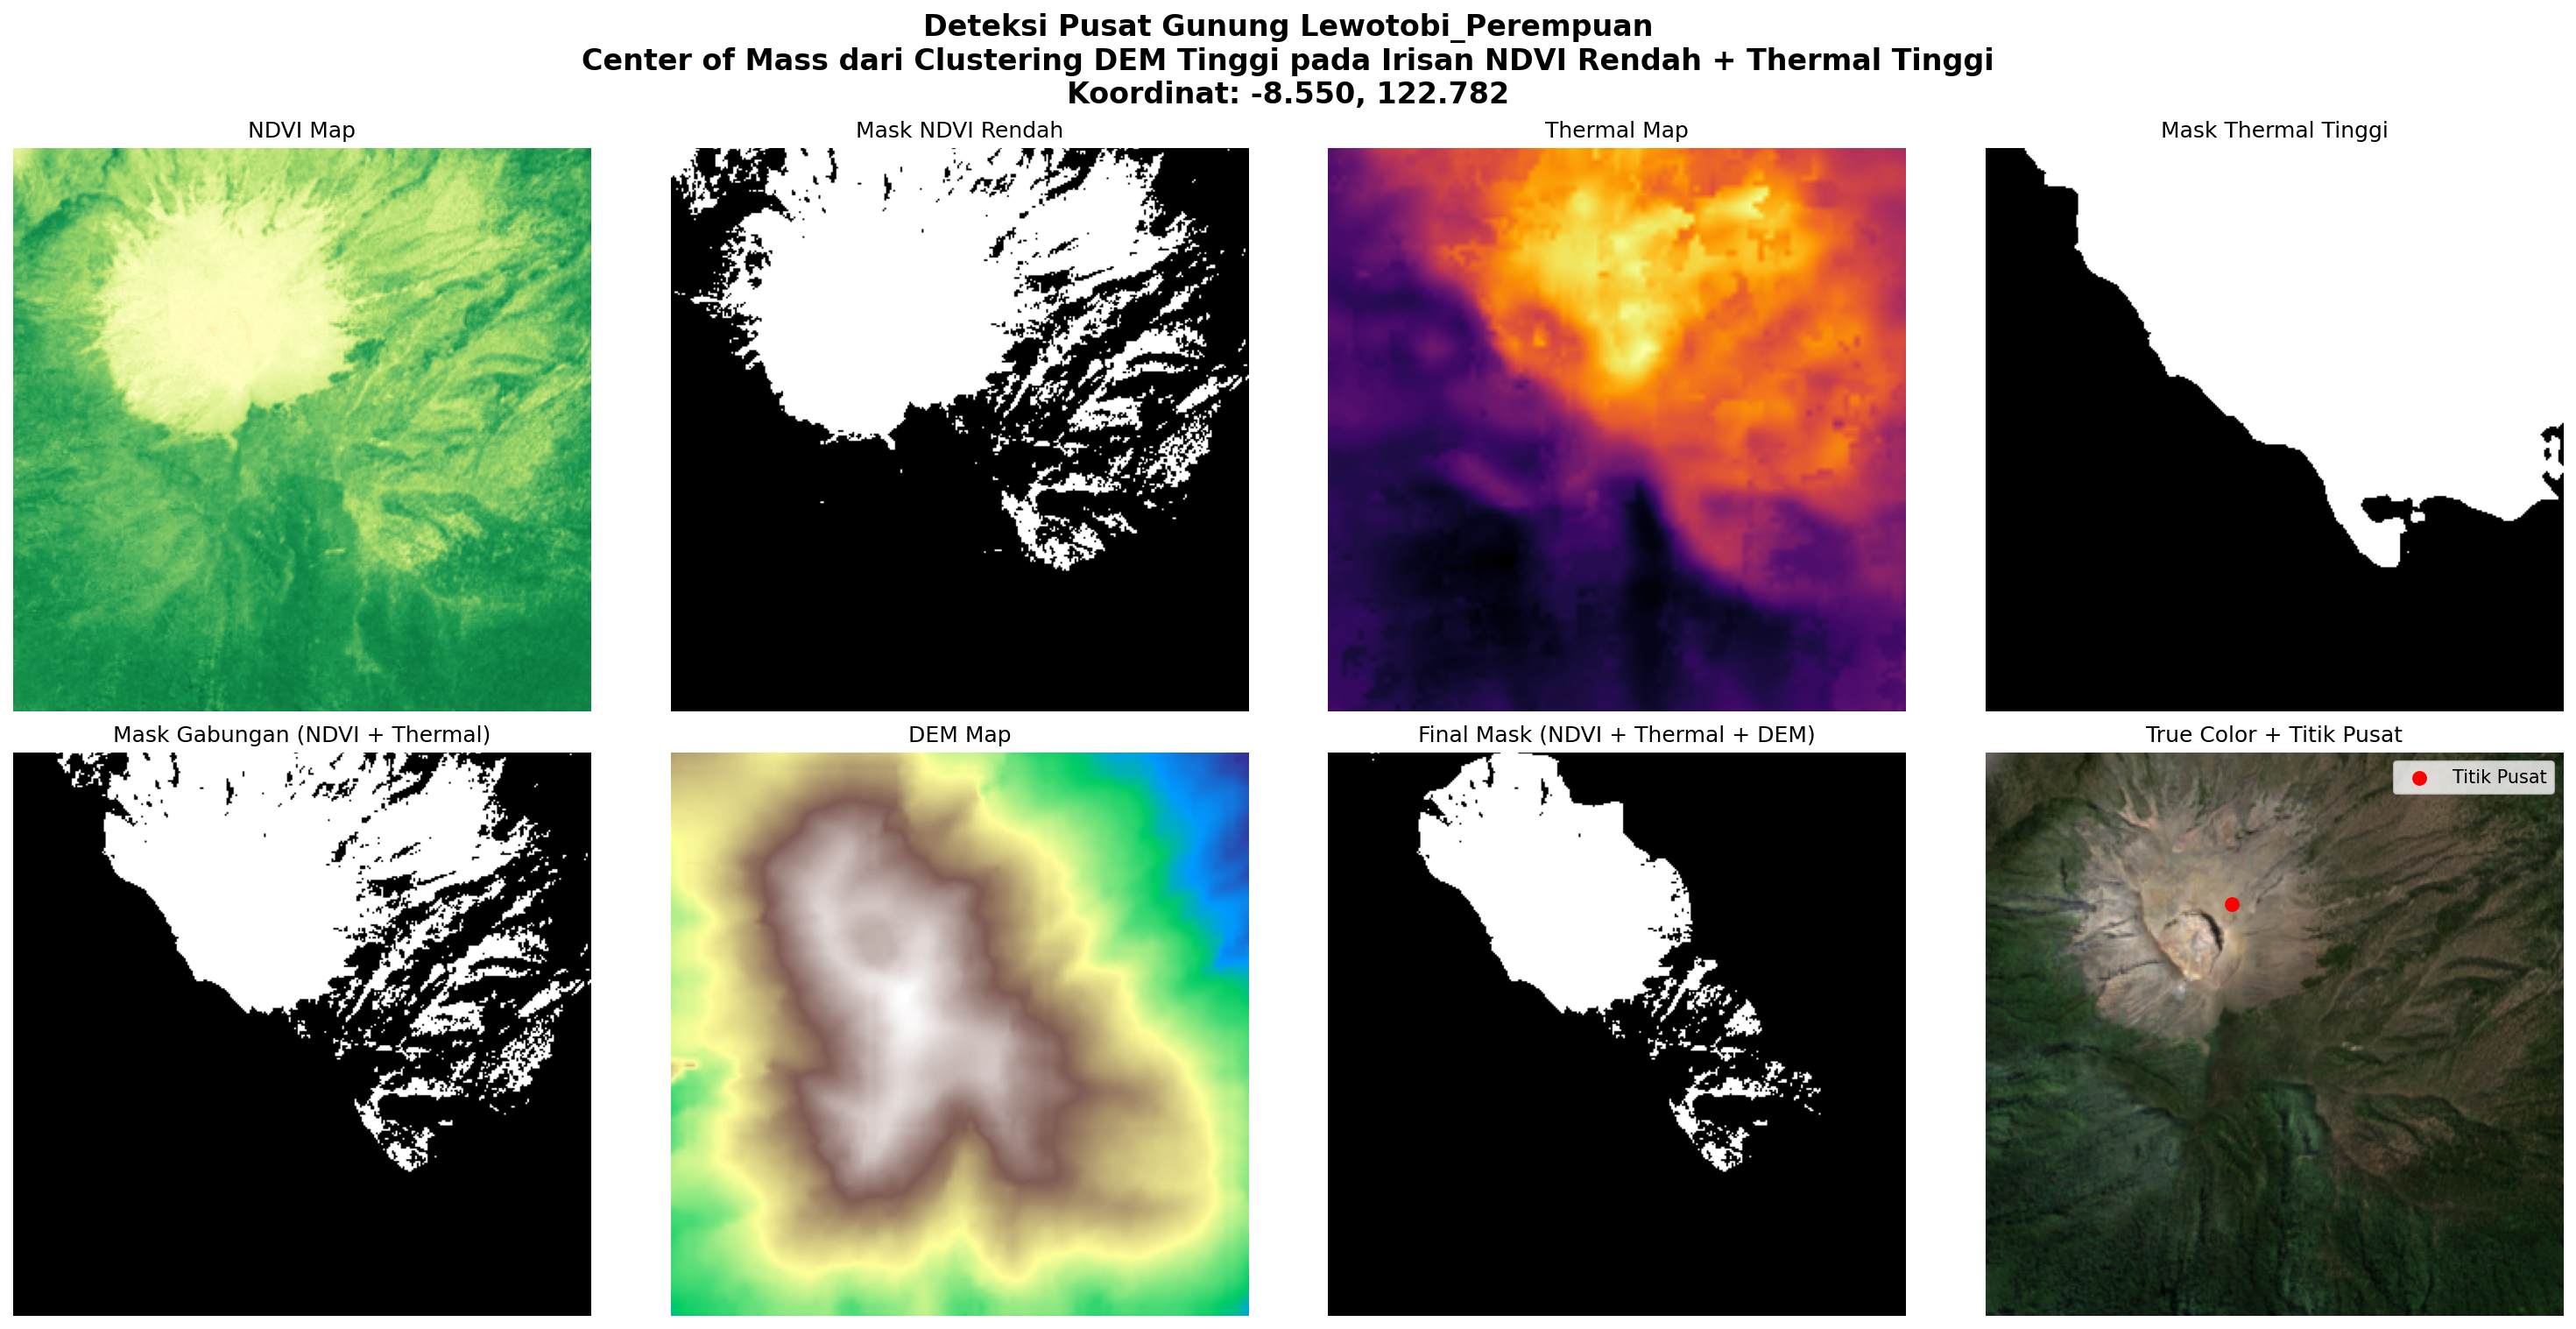 Deteksi Pusat Gunung Lewotobi_Perempuan
Center of Mass dari Clustering DEM Tinggi pada Irisan NDVI Rendah + Thermal Tinggi
Koordinat: -8.550, 122.782
NDVI Map
Mask NDVI Rendah
Thermal Map
Mask Thermal Tinggi
Mask Gabungan (NDVI + Thermal)
DEM Map
Final Mask (NDVI + Thermal + DEM)
True Color + Titik Pusat
Titik Pusat